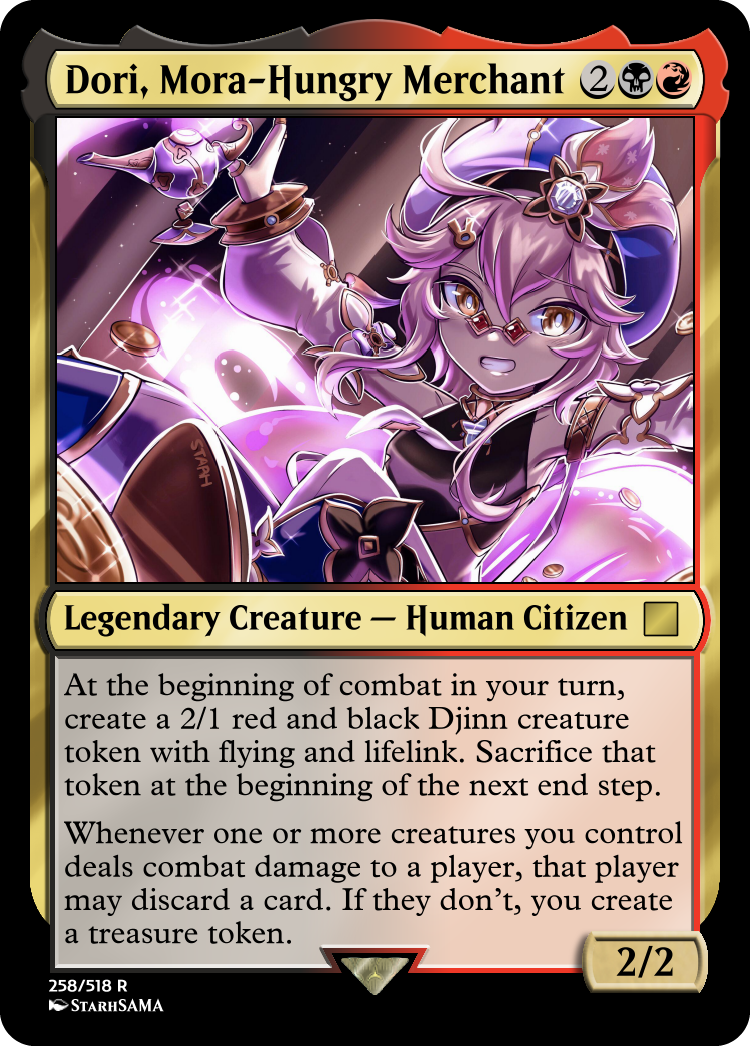 Dori, Mora-Hungry Merchant 2
STARH
Legendary Creature — Human Citizen
At the beginning of combat in your turn,
create a 2/1 red and black Djinn creature
token with flying and lifelink. Sacrifice that
token at the beginning of the next end step.
Whenever one or more creatures you control
deals combat damage to a player, that player
may discard a card. If they don't, you create
a treasure token.
2/2
258/518 R
StarhSAMA